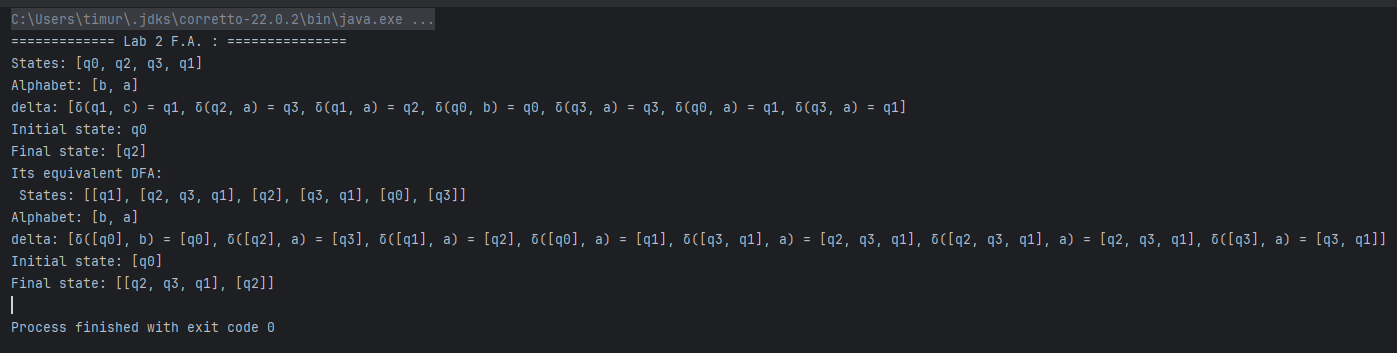 C:\Users\timur\.jdks\corretto-22.0.2\bin\java.exe ...
============= Lab 2 F.A. : ===============
States: [q0, q2, q3, q1]
Alphabet: [b, a]
delta: [δ(q1, c) = q1, δ(q2, a) = q3, δ(q1, a) = q2, δ(q0, b) = q0, δ(q3, a) = q3, δ(q0, a) = q1, δ(q3, a) = q1]
Initial state: q0
Final state: [q2]
Its equivalent DFA:
 States: [[q1], [q2, q3, q1], [q2], [q3, q1], [q0], [q3]]
Alphabet: [b, a]
delta: [δ([q0], b) = [q0], δ([q2], a) = [q3], δ([q1], a) = [q2], δ([q0], a) = [q1], δ([q3, q1], a) = [q2, q3, q1], δ([q2, q3, q1], a) = [q2, q3, q1], δ([q3], a) = [q3, q1]]
Initial state: [q0]
Final state: [[q2, q3, q1], [q2]]
Process finished with exit code 0